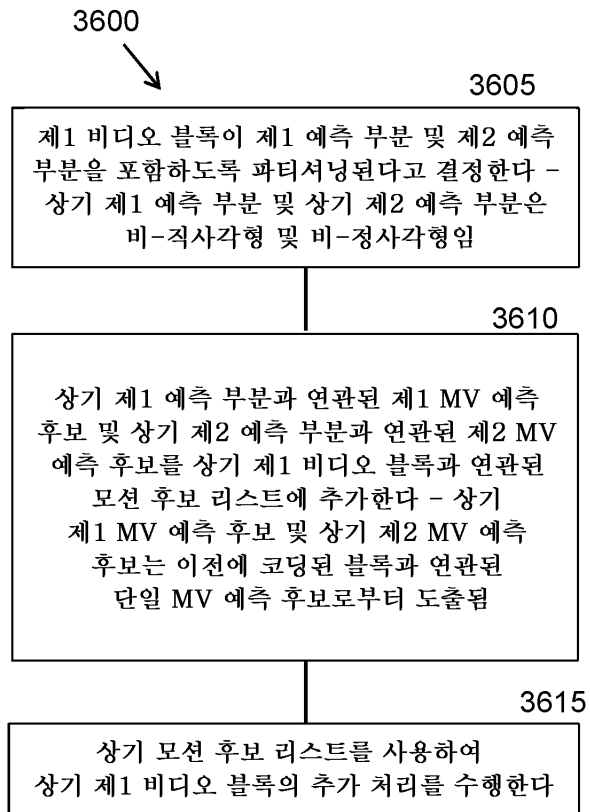 3600
3605
제1 비디오 블록이 제1 예측 부분 및 제2 예측
부분을 포함하도록 파티셔닝된다고 결정한다 -
상기 제1 예측 부분 및 상기 제2 예측 부분은
비-직사각형 및 비-정사각형임
3610
상기 제1 예측 부분과 연관된 제1 MV 예측
후보 및 상기 제2 예측 부분과 연관된 제2 MV
예측 후보를 상기 제1 비디오 블록과 연관된
모션 후보 리스트에 추가한다 - 상기
제1 MV 예측 후보 및 상기 제2 MV 예측
후보는 이전에 코딩된 블록과 연관된
단일 MV 예측 후보로부터 도출됨
3615
상기 모션 후보 리스트를 사용하여
상기 제1 비디오 블록의 추가 처리를 수행한다